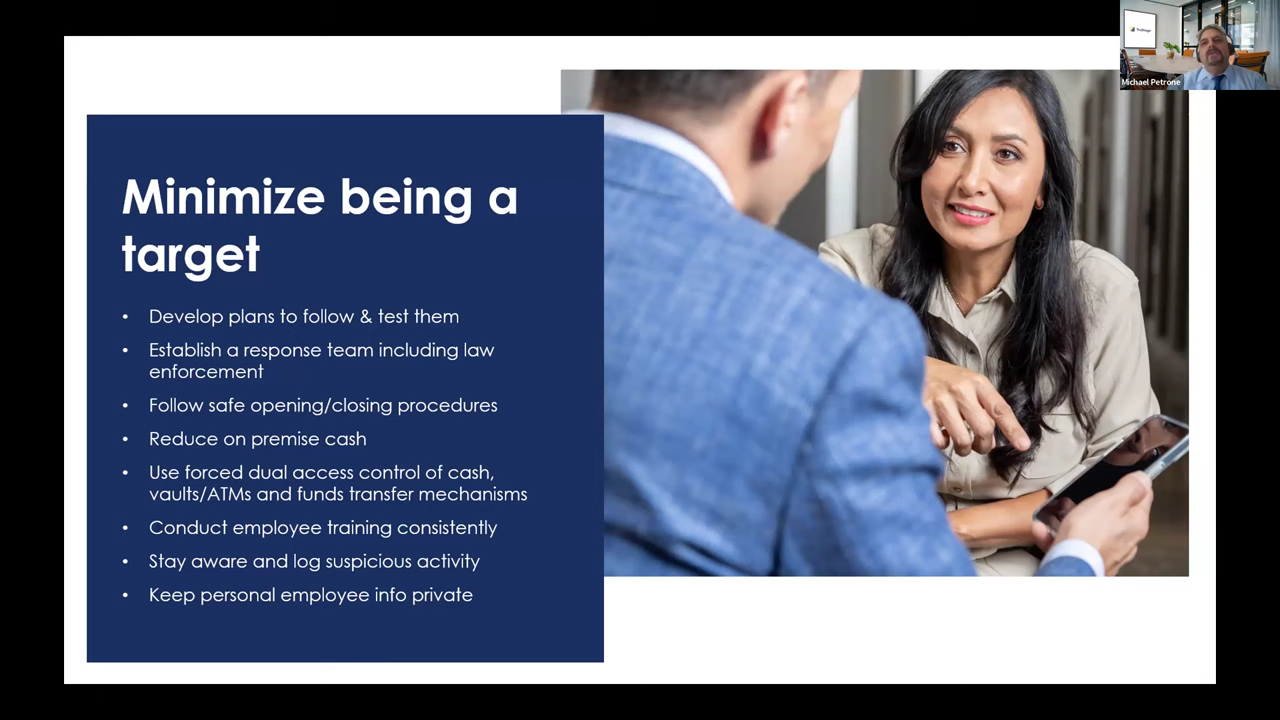 Minimize being a
target
• Develop plans to follow & test them
• Establish a response team including law
enforcement
• Follow safe opening/closing procedures
• Reduce on premise cash
• Use forced dual access control of cash,
vaults/ATMs and funds transfer mechanisms
• Conduct employee training consistently
• Stay aware and log suspicious activity
• Keep personal employee info private
Michael Petrone